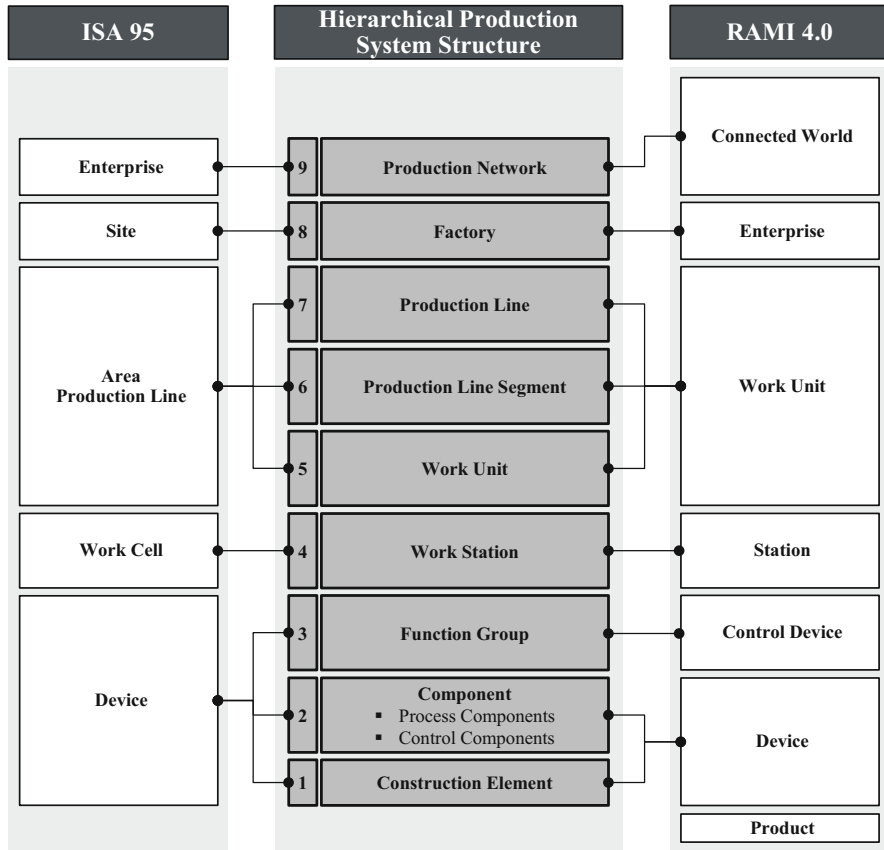 ISA 95
Hierarchical Production
System Structure
RAMI 4.0
Connected World
Enterprise
9
Production Network
Site
8
Factory
Enterprise
7
Production Line
Area
Production Line
6
Production Line Segment
Work Unit
5
Work Unit
Work Cell
4
Work Station
Station
3
Function Group
Control Device
Device
2
Component
▪ Process Components
▪ Control Components
Device
1
Construction Element
Product